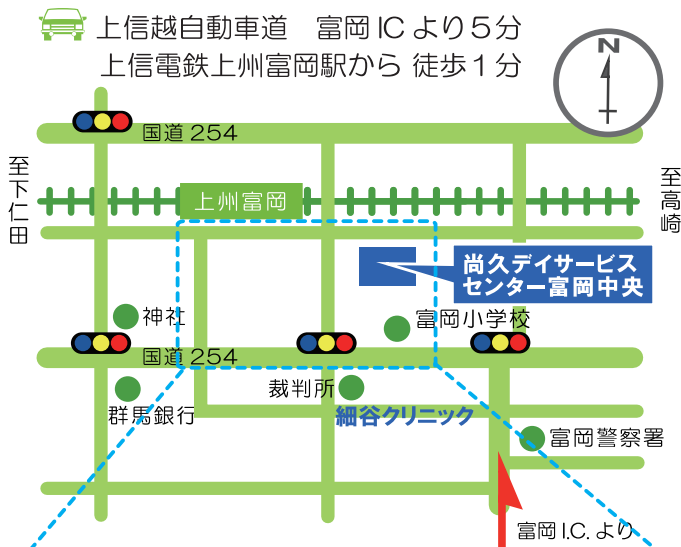 上信越自動車道 富岡ICより5分
上信電鉄上州富岡駅から 徒歩1分
N
国道254
至下仁田
上州富岡
至高崎
尚久デイサービス
センター富岡中央
神社
富岡小学校
国道254
裁判所
群馬銀行
細谷クリニック
富岡警察署
富岡I.C.より